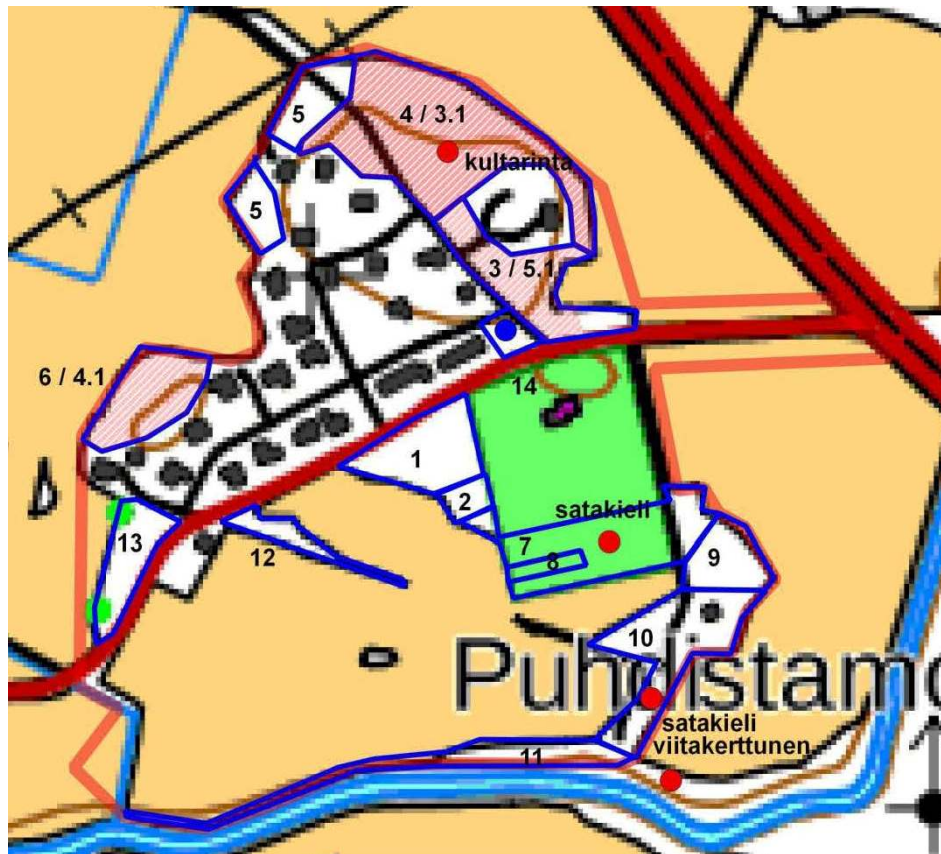 5
4 / 3.1
kultarinta
5
3 / 5.1
6 / 4.1
14
1
2
satakieli
7
8
9
13
12
10
Puhdistamo
satakieli
viitakerttunen
11